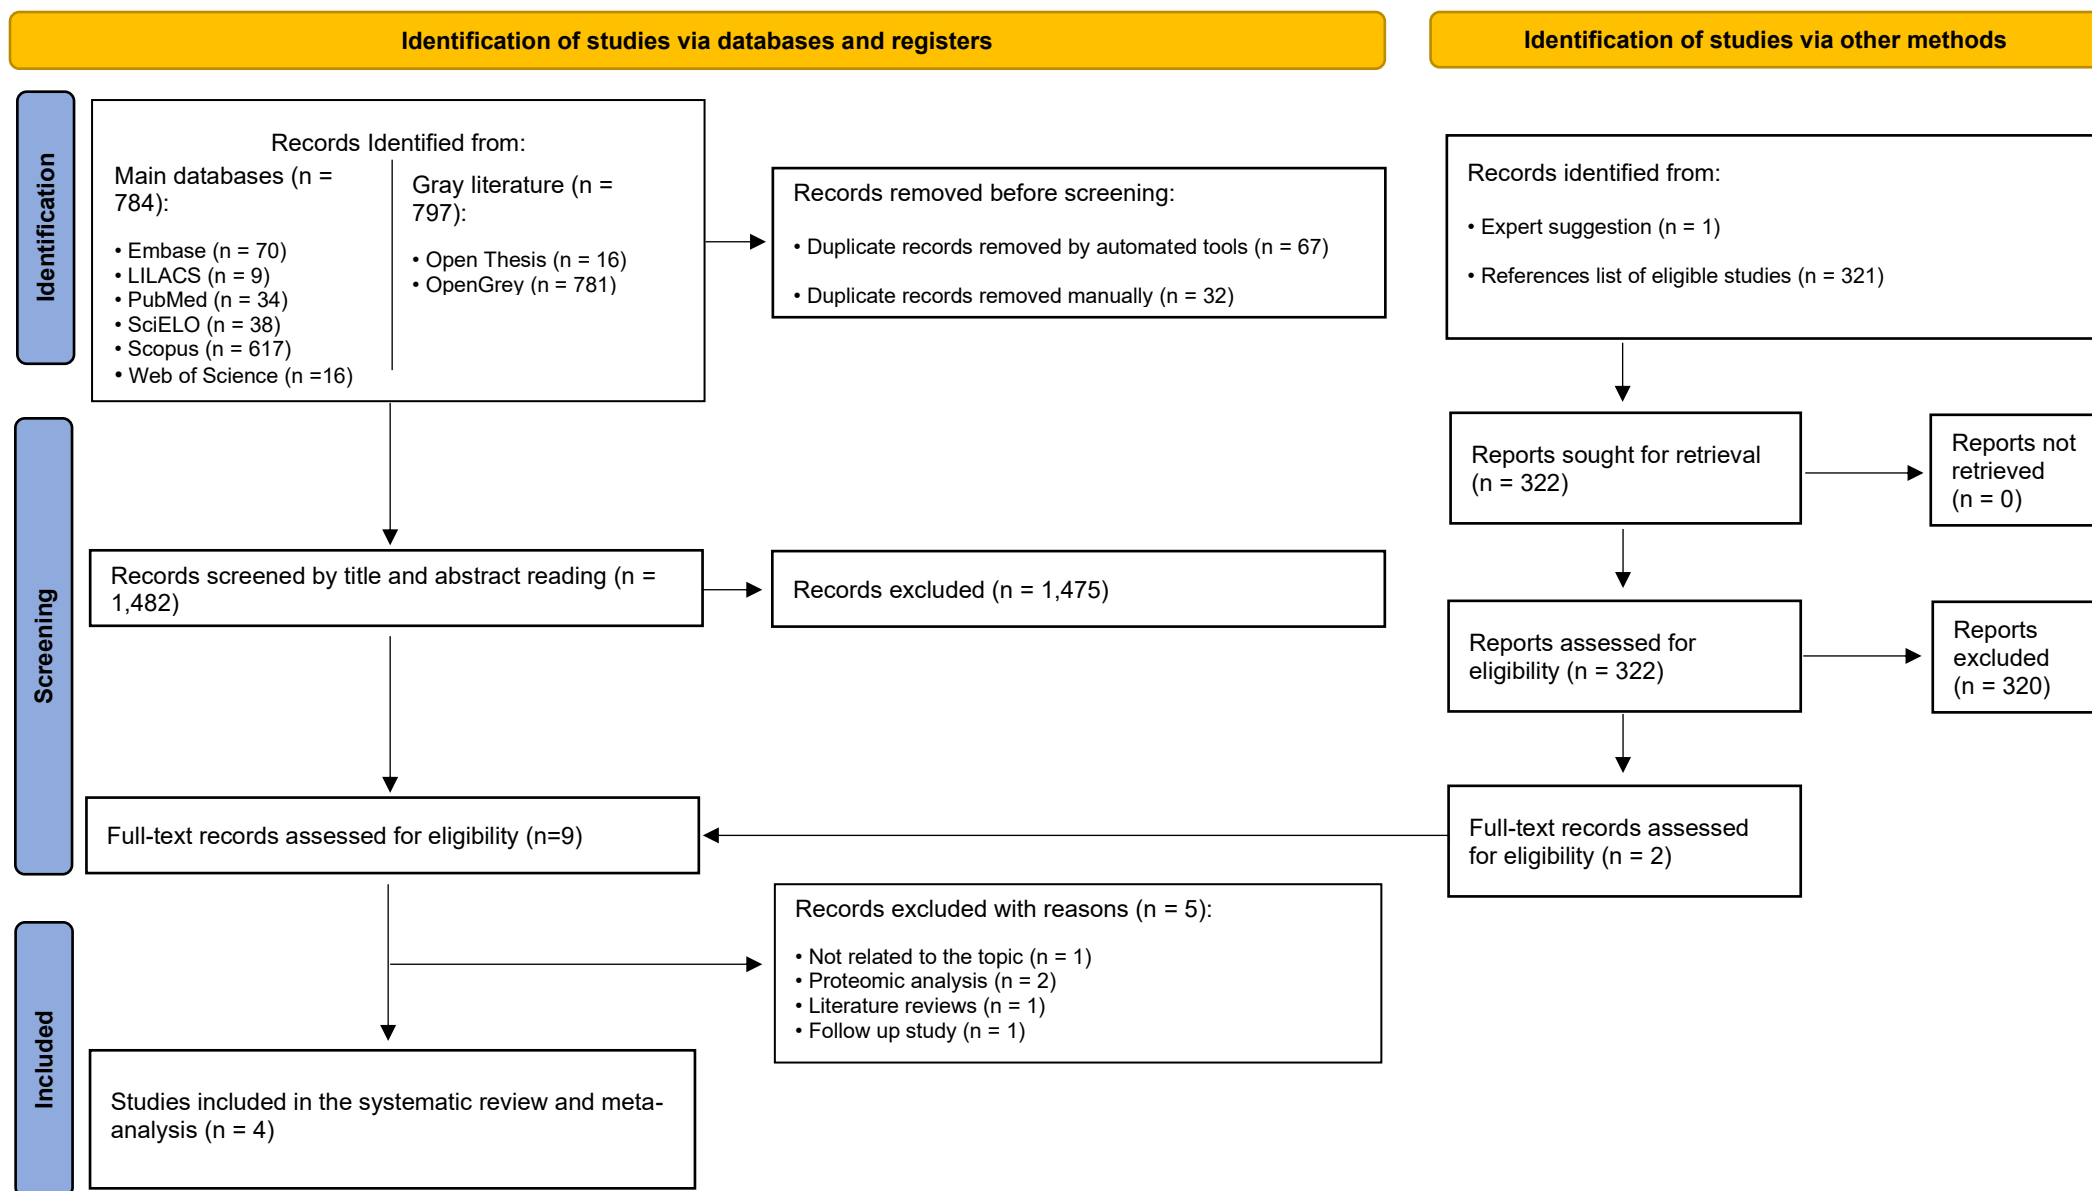 Identification of studies via databases and registers
Identification of studies via other methods
Identification
Records Identified from:
Main databases (n =
784):
• Embase (n = 70)
• LILACS (n = 9)
• PubMed (n = 34)
• SciELO (n = 38)
• Scopus (n = 617)
• Web of Science (n =16)
Gray literature (n =
797):
• Open Thesis (n = 16)
• OpenGrey (n = 781)
Records removed before screening:
• Duplicate records removed by automated tools (n = 67)
• Duplicate records removed manually (n = 32)
Records identified from:
• Expert suggestion (n = 1)
• References list of eligible studies (n = 321)
Screening
Records screened by title and abstract reading (n =
1,482)
Records excluded (n = 1,475)
Reports sought for retrieval
(n = 322)
Reports not
retrieved
(n = 0)
Reports assessed for
eligibility (n = 322)
Reports
excluded
(n = 320)
Full-text records assessed for eligibility (n=9)
Full-text records assessed
for eligibility (n = 2)
Records excluded with reasons (n = 5):
• Not related to the topic (n = 1)
• Proteomic analysis (n = 2)
• Literature reviews (n = 1)
• Follow up study (n = 1)
Included
Studies included in the systematic review and meta-
analysis (n = 4)